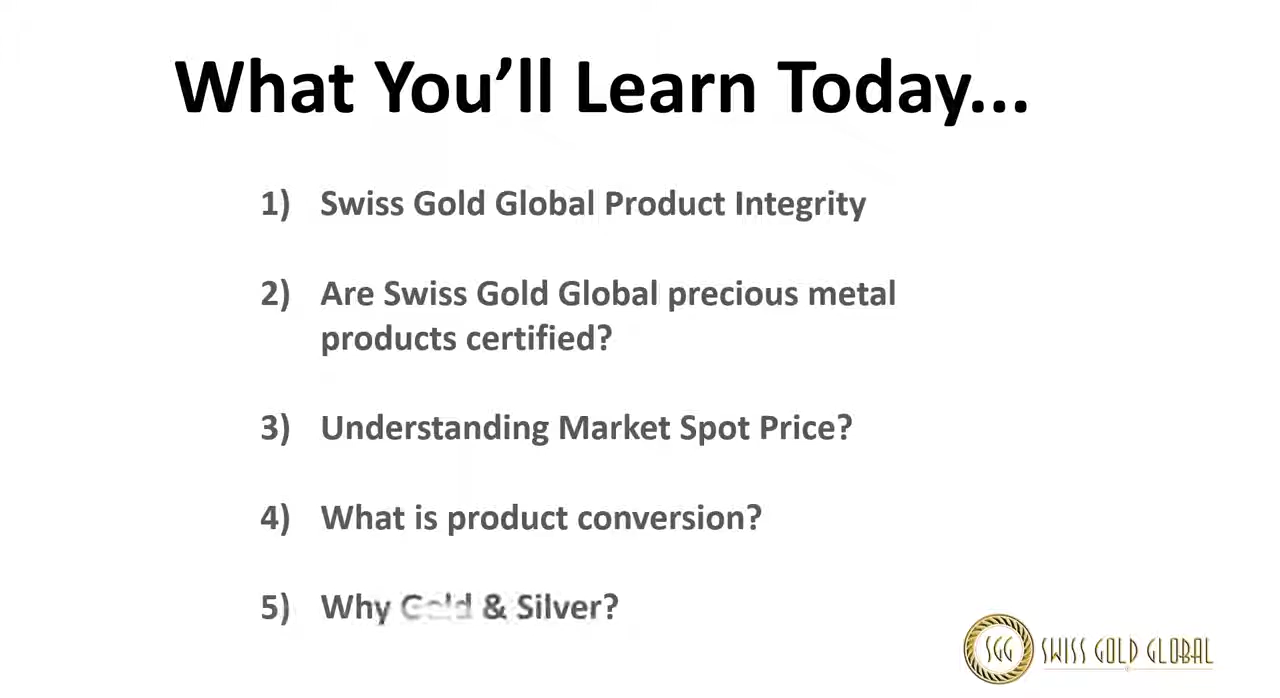 What You’ll Learn Today...
1) Swiss Gold Global Product Integrity
2) Are Swiss Gold Global precious metal
products certified?
3) Understanding Market Spot Price?
4) What is product conversion?
5) Why Gold & Silver?
SGG SWISS GOLD GLOBAL